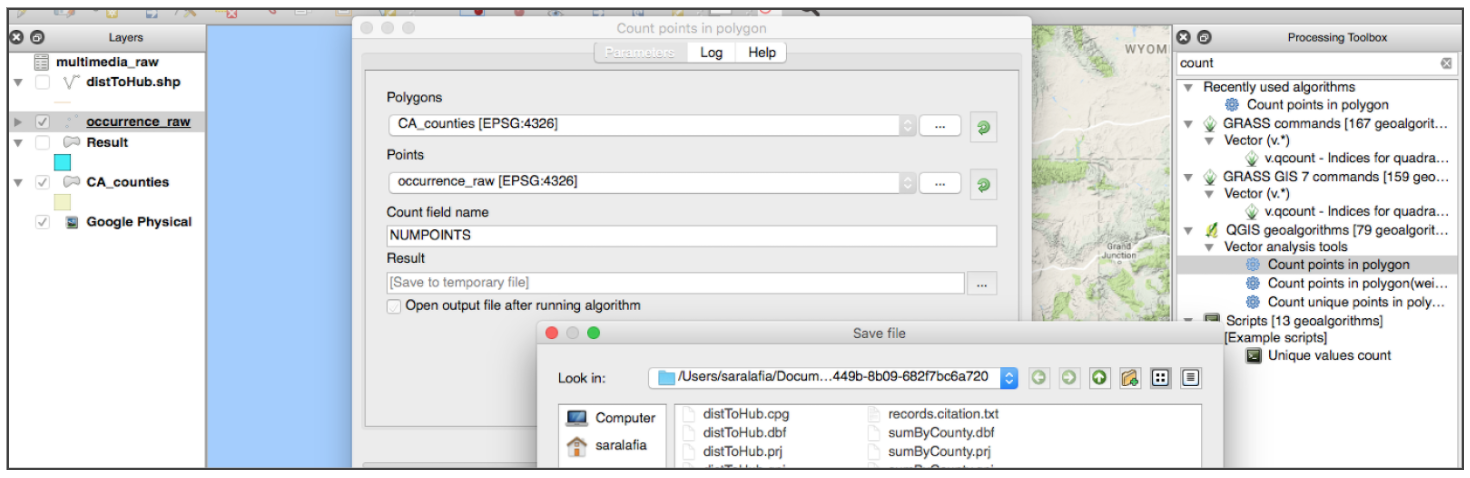 Layers
multimedia_raw
distToHub.shp
occurrence_raw
Result
CA_counties
Google Physical
Count points in polygon
Parameters Log Help
Polygons
CA_counties [EPSG:4326]
...
Points
occurrence_raw [EPSG:4326]
...
Count field name
NUMPOINTS
Result
[Save to temporary file]
...
Open output file after running algorithm
WYOM
Grand
Junction
Save file
Look in:
/Users/saralafia/Docum...449b-8b09-682f7bc6a720
Computer
saralafia
distToHub.cpg
distToHub.dbf
distToHub.prj
records.citation.txt
sumByCounty.dbf
sumByCounty.prj
Processing Toolbox
count
Recently used algorithms
Count points in polygon
GRASS commands [167 geoalgorit...
Vector (v.*)
v.qcount - Indices for quadra...
GRASS GIS 7 commands [159 geo...
Vector (v.*)
v.qcount - Indices for quadra...
QGIS geoalgorithms [79 geoalgorit...
Vector analysis tools
Count points in polygon
Count points in polygon(wei...
Count unique points in poly...
Scripts [13 geoalgorithms]
[Example scripts]
Unique values count